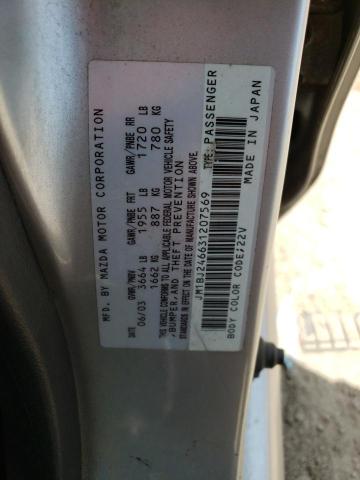 MFD. BY MAZDA MOTOR CORPORATION
DATE GVWR/PNBV GAWR/PNBE FRT GAWR/PNBE RR
06/03 3664 LB 1955 LB 1720 LB
1662 KG 887 KG 780 KG
THIS VEHICLE CONFORMS TO ALL APPLICABLE FEDERAL MOTOR VEHICLE SAFETY
,BUMPER,AND THEFT PREVENTION
STANDARDS IN EFFECT ON THE DATE OF MANUFACTURE SHOWN ABOVE.
JM1BJ246631207569 TYPE: PASSENGER
BODY COLOR CODE:22V MADE IN JAPAN